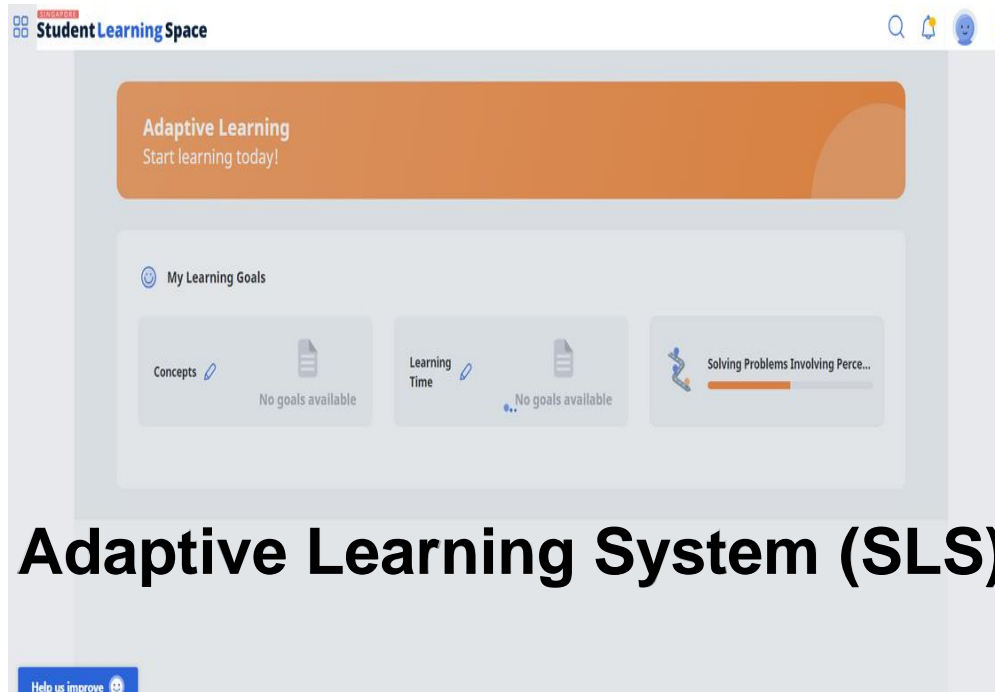 SINGAPORE
Student Learning Space
Adaptive Learning
Start learning today!
My Learning Goals
Concepts
No goals available
Learning
Time
No goals available
Solving Problems Involving Perce...
Adaptive Learning System (SLS)
Help us improve